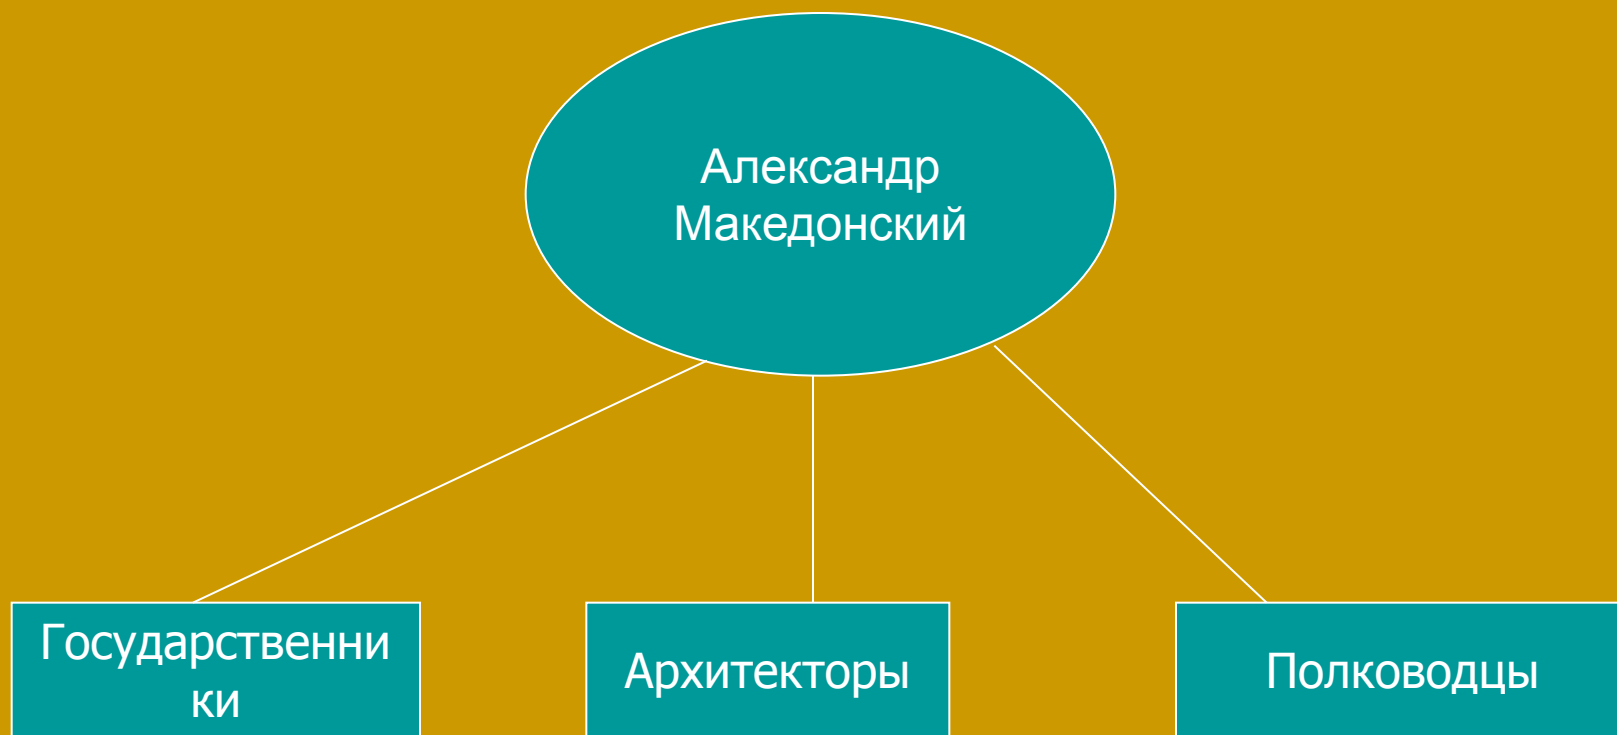 Александр
Македонский
Государственни
ки
Архитекторы
Полководцы